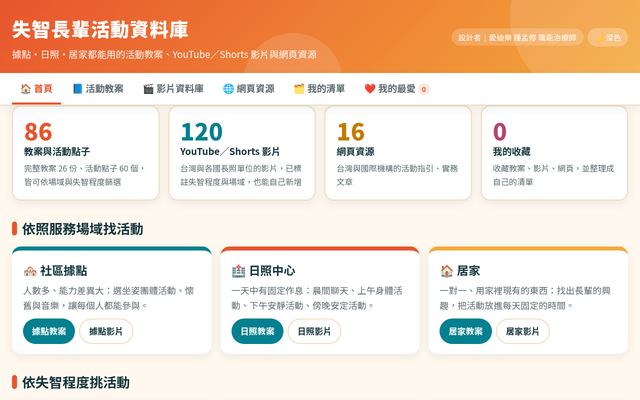 失智長輩活動資料庫
據點・日照・居家都能用的活動教案、YouTube／Shorts 影片與網頁資源
設計者｜愛迪樂 鍾孟修 職能治療師
深色
首頁
活動教案
影片資料庫
網頁資源
我的清單
我的最愛 0
86
教案與活動點子
完整教案 26 份、活動點子 60 個，
皆可依場域與失智程度篩選
120
YouTube／Shorts 影片
台灣與各國長照單位的影片，已標
註失智程度與場域，也能自己新增
16
網頁資源
台灣與國際機構的活動指引、實務
文章
0
我的收藏
收藏教案、影片、網頁，並整理成
自己的清單
依照服務場域找活動
社區據點
人數多、能力差異大：選坐姿團體活動、懷
舊與音樂，讓每個人都能參與。
據點教案
據點影片
日照中心
一天中有固定作息：晨間聊天、上午身體活
動、下午安靜活動、傍晚安定活動。
日照教案
日照影片
居家
一對一、用家裡現有的東西：找出長輩的興
趣，把活動放進每天固定的時間。
居家教案
居家影片
依失智程度挑活動